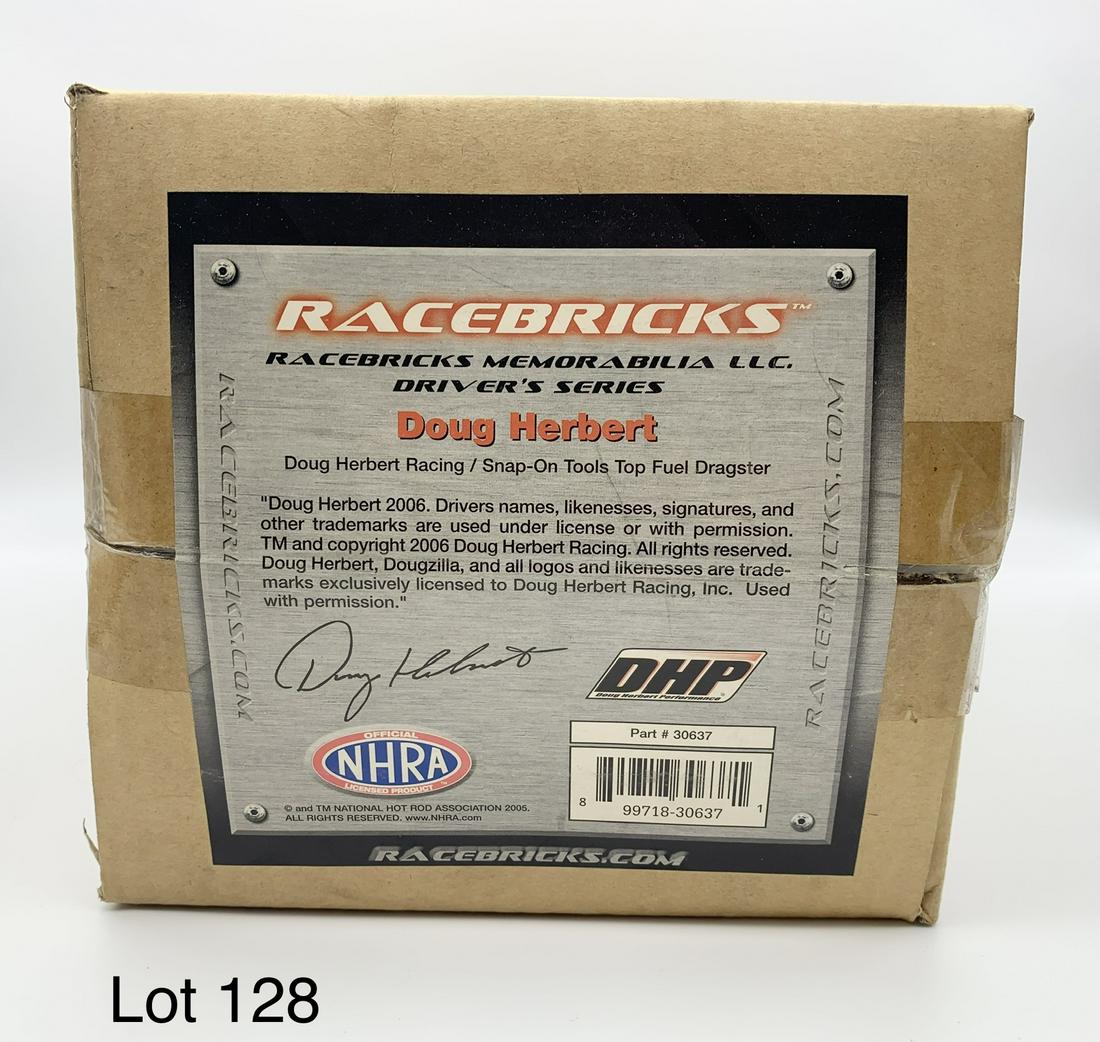 RACEBRICKS™
RACEBRICKS MEMORABILIA LLC.
DRIVER'S SERIES
Doug Herbert
Doug Herbert Racing / Snap-On Tools Top Fuel Dragster
"Doug Herbert 2006. Drivers names, likenesses, signatures, and
other trademarks are used under license or with permission.
TM and copyright 2006 Doug Herbert Racing. All rights reserved.
Doug Herbert, Dougzilla, and all logos and likenesses are trade-
marks exclusively licensed to Doug Herbert Racing, Inc. Used
with permission."
RACEBRICKS.COM
RACEBRICKS.COM
Doug Herbert
DHP
Doug Herbert Performance
OFFICIAL
NHRA™
LICENSED PRODUCT
© and TM NATIONAL HOT ROD ASSOCIATION 2005.
ALL RIGHTS RESERVED. www.NHRA.com
Part # 30637
8 99718-30637 1
RACEBRICKS.COM
Lot 128